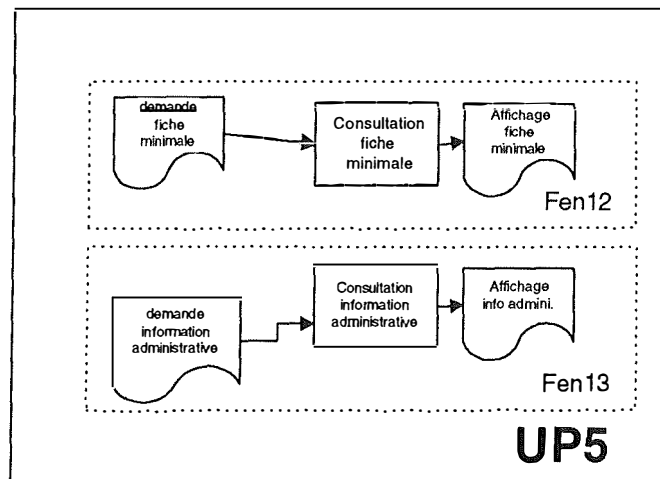 demande
fiche
minimale
Consultation
fiche
minimale
Affichage
fiche
minimale
Fen12
demande
information
administrative
Consultation
information
administrative
Affichage
info admini.
Fen13
UP5